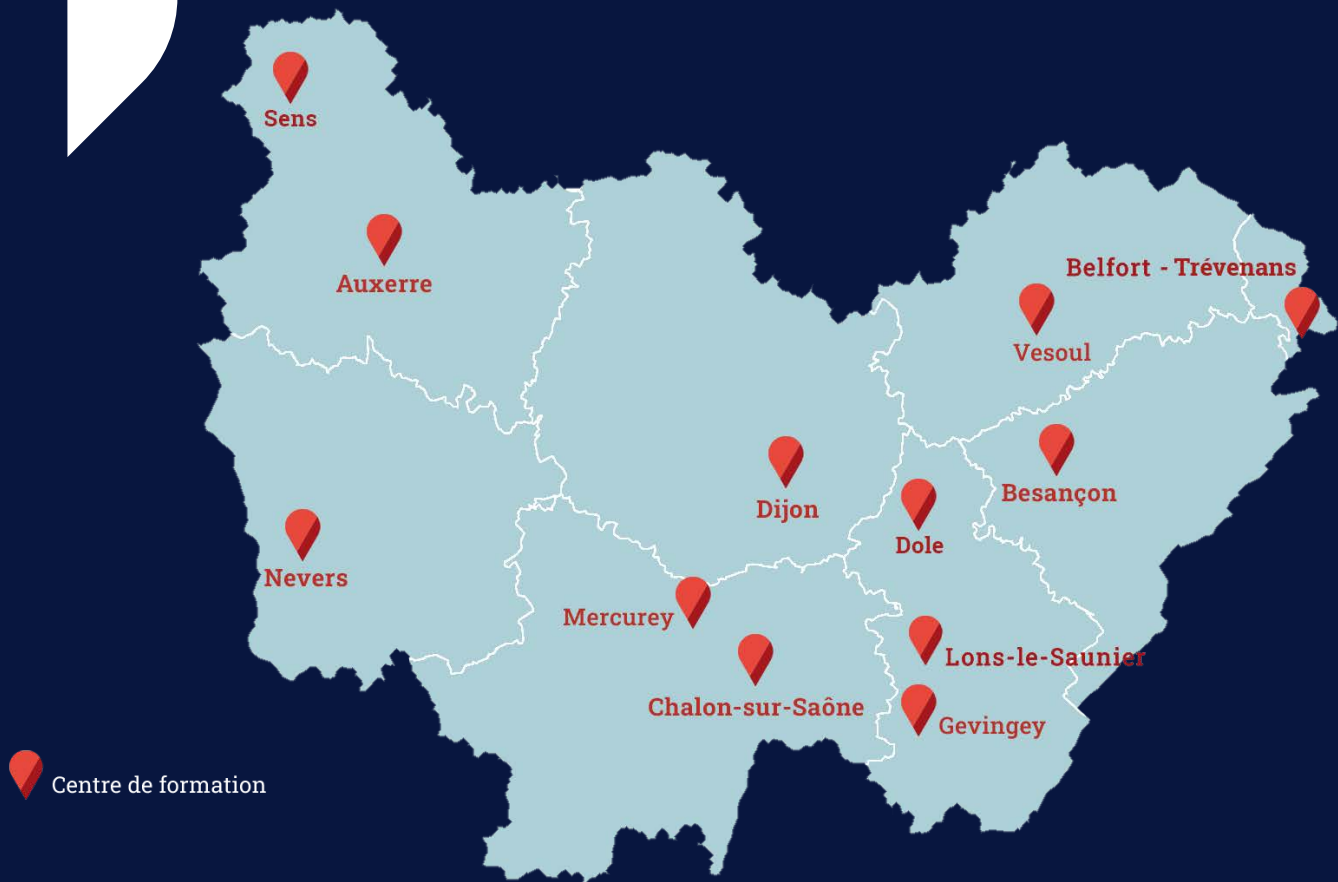 Sens
Auxerre
Belfort - Trévenans
Vesoul
Besançon
Dijon
Dole
Nevers
Mercurey
Lons-le-Saunier
Chalon-sur-Saône
Gevingey
Centre de formation